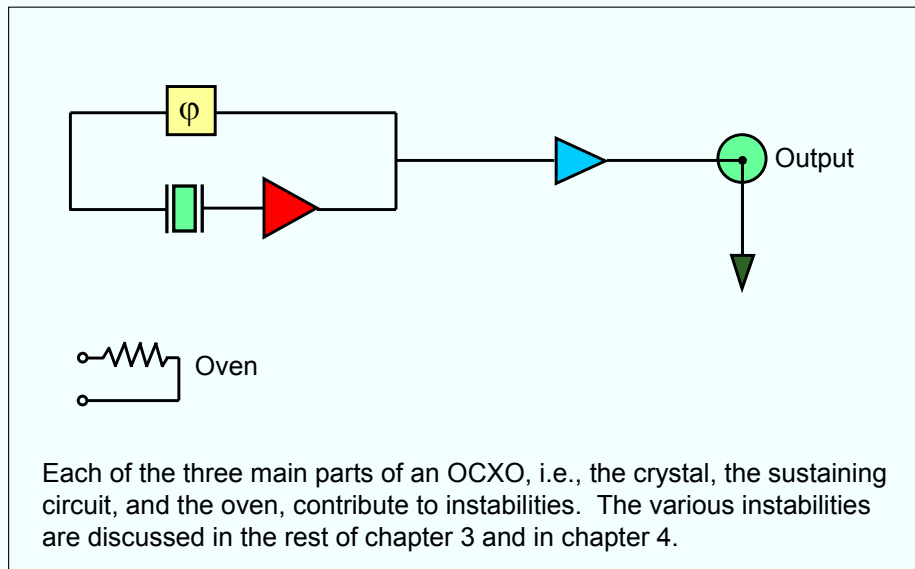 φ
Output
Oven
Each of the three main parts of an OCXO, i.e., the crystal, the sustaining
circuit, and the oven, contribute to instabilities.  The various instabilities
are discussed in the rest of chapter 3 and in chapter 4.